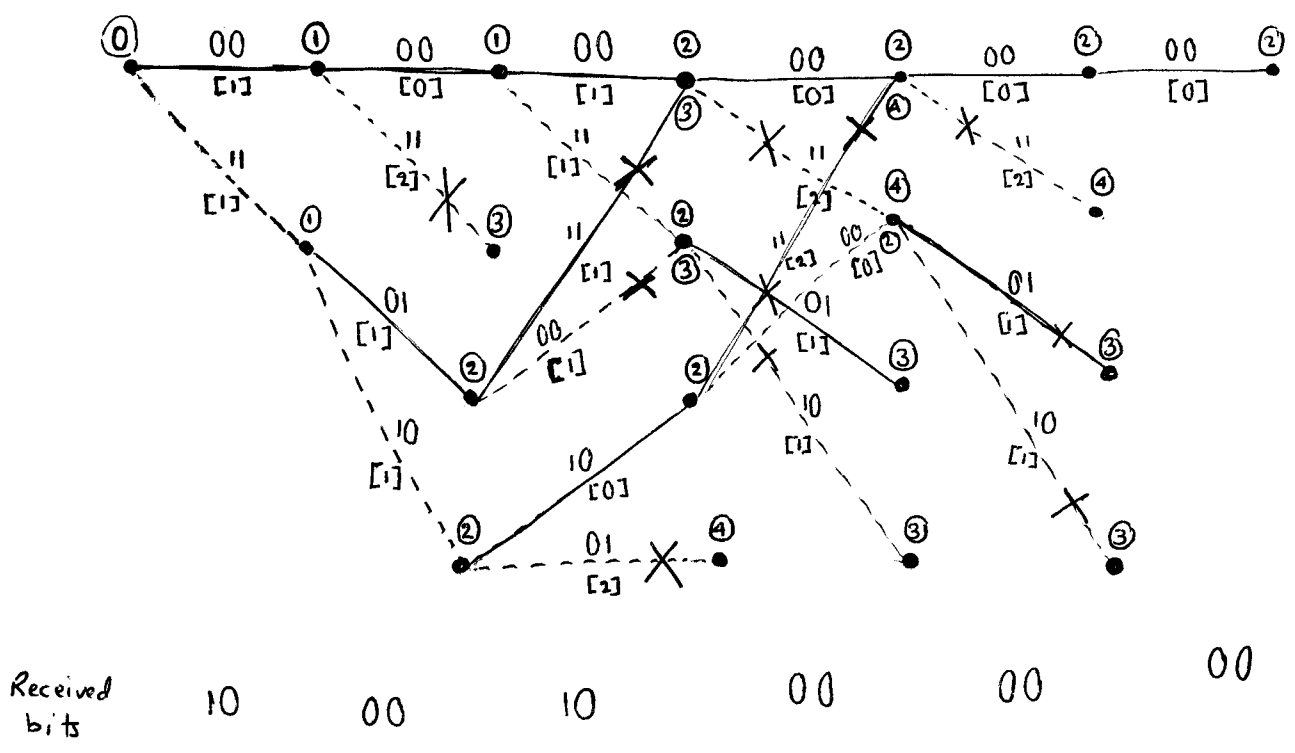 0 00 1 00 1 00 2 00 2 00 2 00 2
[1] [0] [1] [0] [0] [0]
3 4
11 11 11 11 11
[1] [2] [1] [2] [2]
1 3 2 4 4
3 00 2
11 11 [0]
[1] [2]
01 01 01
[1] 00 [1] [1]
[1]
2 2 3 3
10 10 10 10
[1] [0] [1] [1]
2 01 4 3 3
[2]
Received 10 00 10 00 00 00
bits